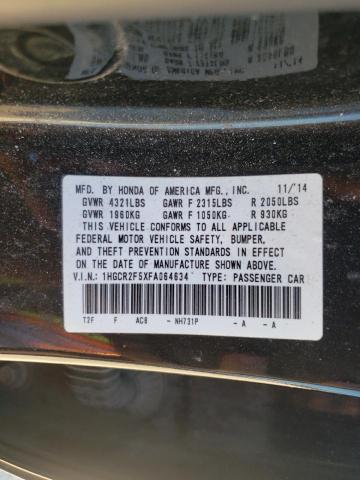 MFD. BY HONDA OF AMERICA MFG., INC. 11/'14
GVWR 4321LBS GAWR F 2315LBS R 2050LBS
GVWR 1960KG GAWR F 1050KG R 930KG
THIS VEHICLE CONFORMS TO ALL APPLICABLE
FEDERAL MOTOR VEHICLE SAFETY, BUMPER,
AND THEFT PREVENTION STANDARDS IN EFFECT
ON THE DATE OF MANUFACTURE SHOWN ABOVE.
V.I.N.: 1HGCR2F5XFA064634 TYPE: PASSENGER CAR
T2F F AC8 - NH731P - A - A